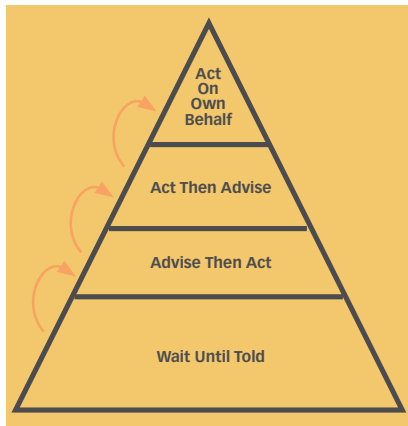 Act
On
Own
Behalf
Act Then Advise
Advise Then Act
Wait Until Told